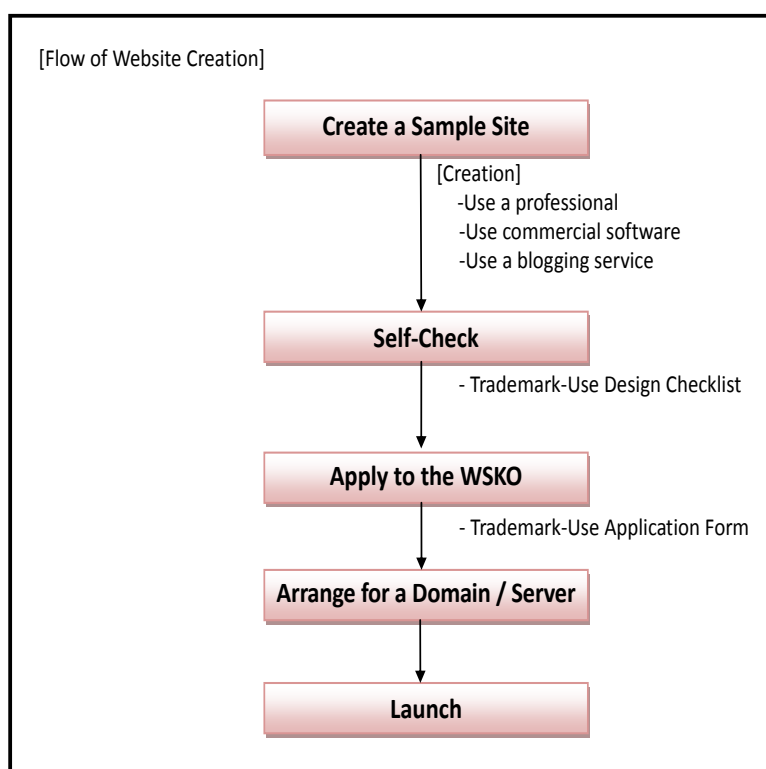 [Flow of Website Creation]
Create a Sample Site
[Creation]
-Use a professional
-Use commercial software
-Use a blogging service
Self-Check
- Trademark-Use Design Checklist
Apply to the WSKO
- Trademark-Use Application Form
Arrange for a Domain / Server
Launch